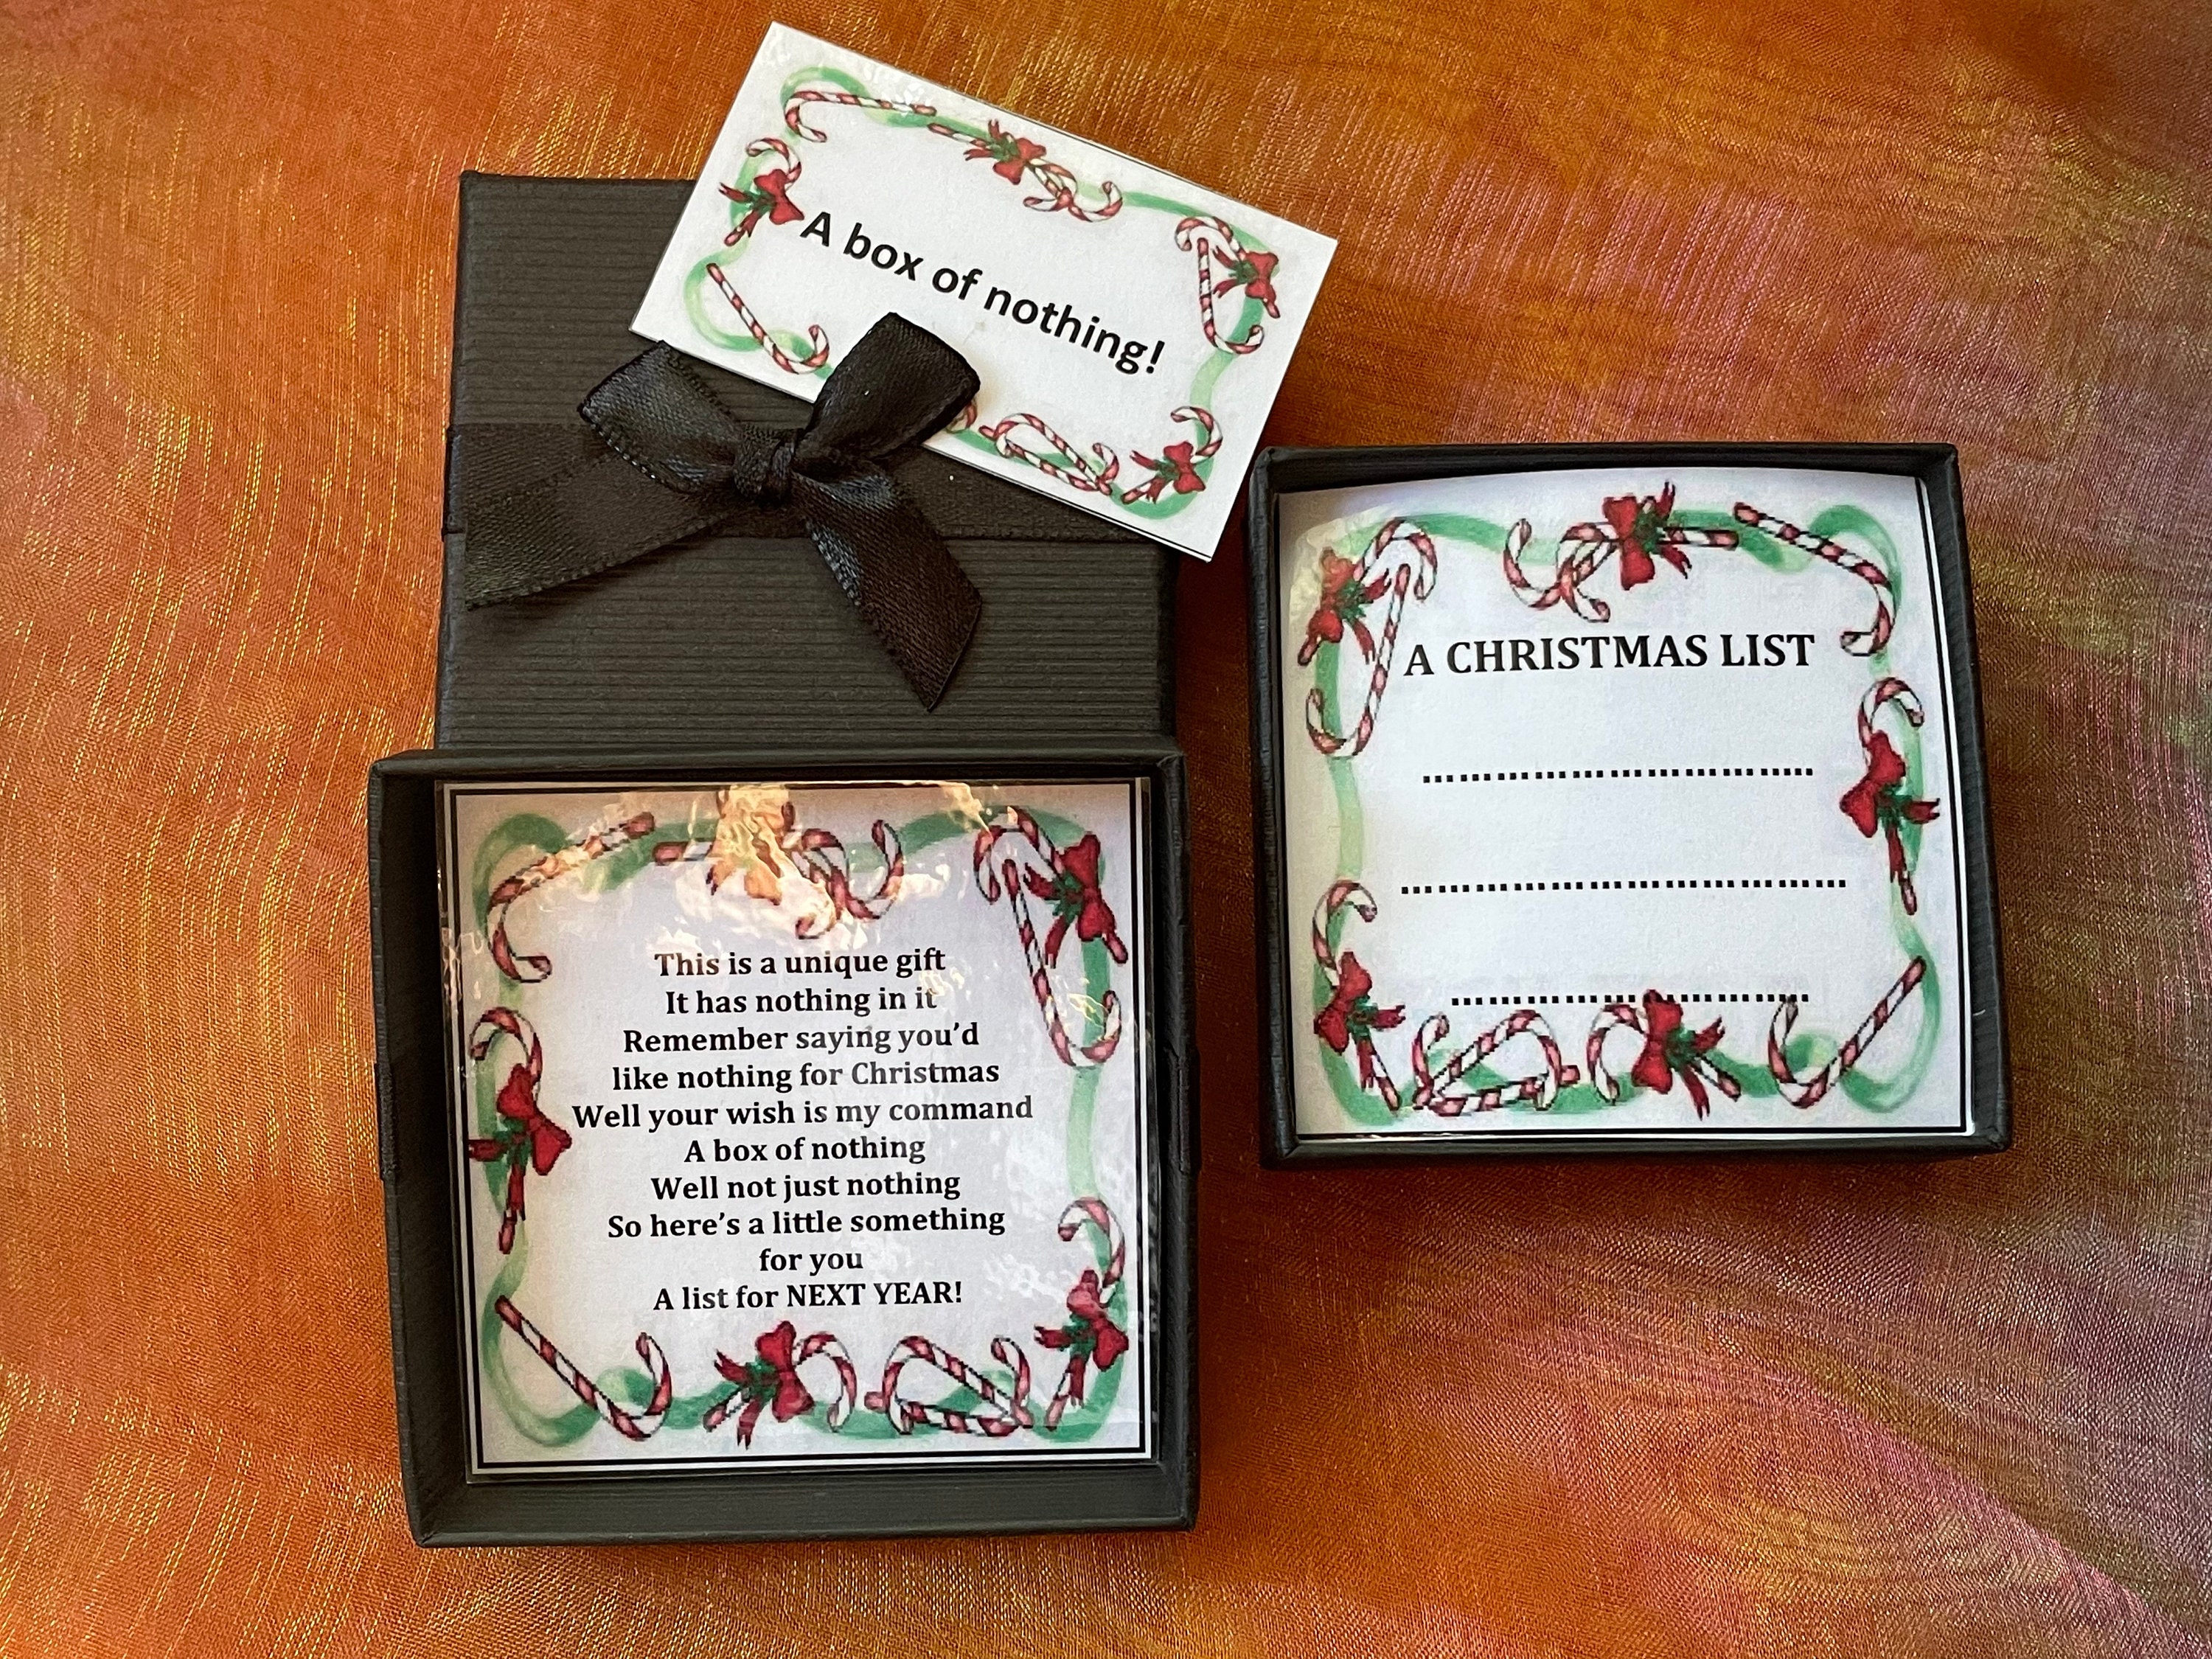 A box of nothing!
A CHRISTMAS LIST
................................
....................................
.............................
This is a unique gift
It has nothing in it
Remember saying you’d
like nothing for Christmas
Well your wish is my command
A box of nothing
Well not just nothing
So here’s a little something
for you
A list for NEXT YEAR!